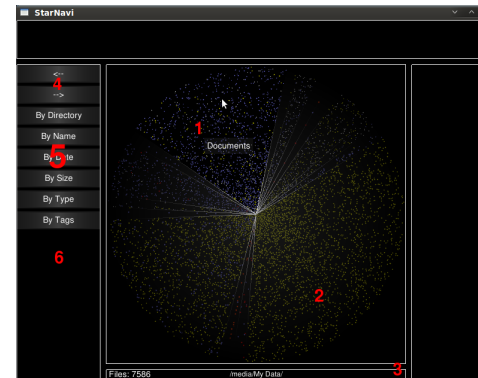 StarNavi
<--
4
-->
By Directory
By Name
5
By Date
By Size
By Type
By Tags
6
1
Documents
2
3
Files: 7586
/media/My Data/